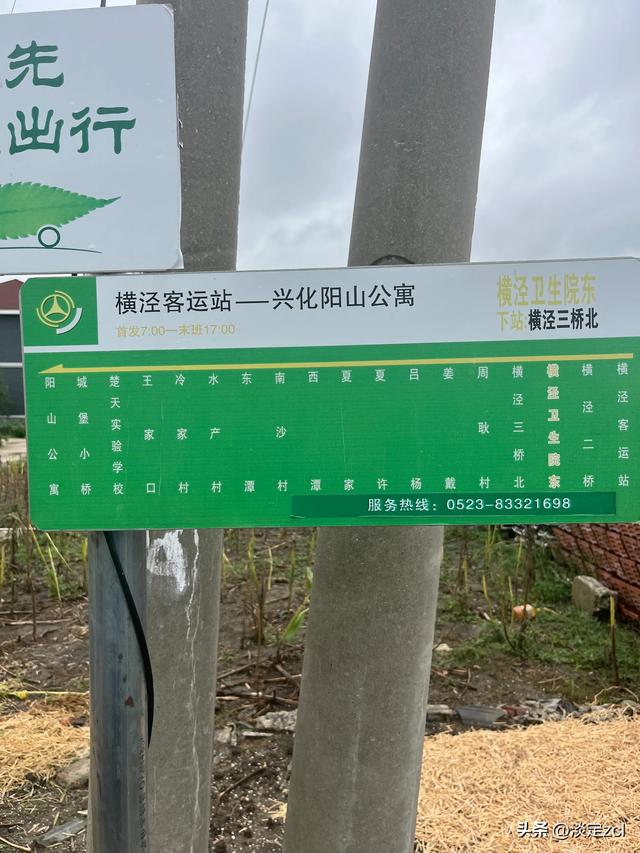 先
出行
横泾客运站——兴化阳山公寓
首发7:00—末班17:00
横泾卫生院东
下站:横泾三桥北
阳山公寓
城堡小桥
楚天实验学校
王家口
冷家村
水产村
东潭
南沙村
西潭
夏家
夏许
吕杨
姜戴
周耿村
横泾三桥北
横泾卫生院东
横泾二桥
横泾客运站
服务热线：0523-83321698
头条 @淡定zcl